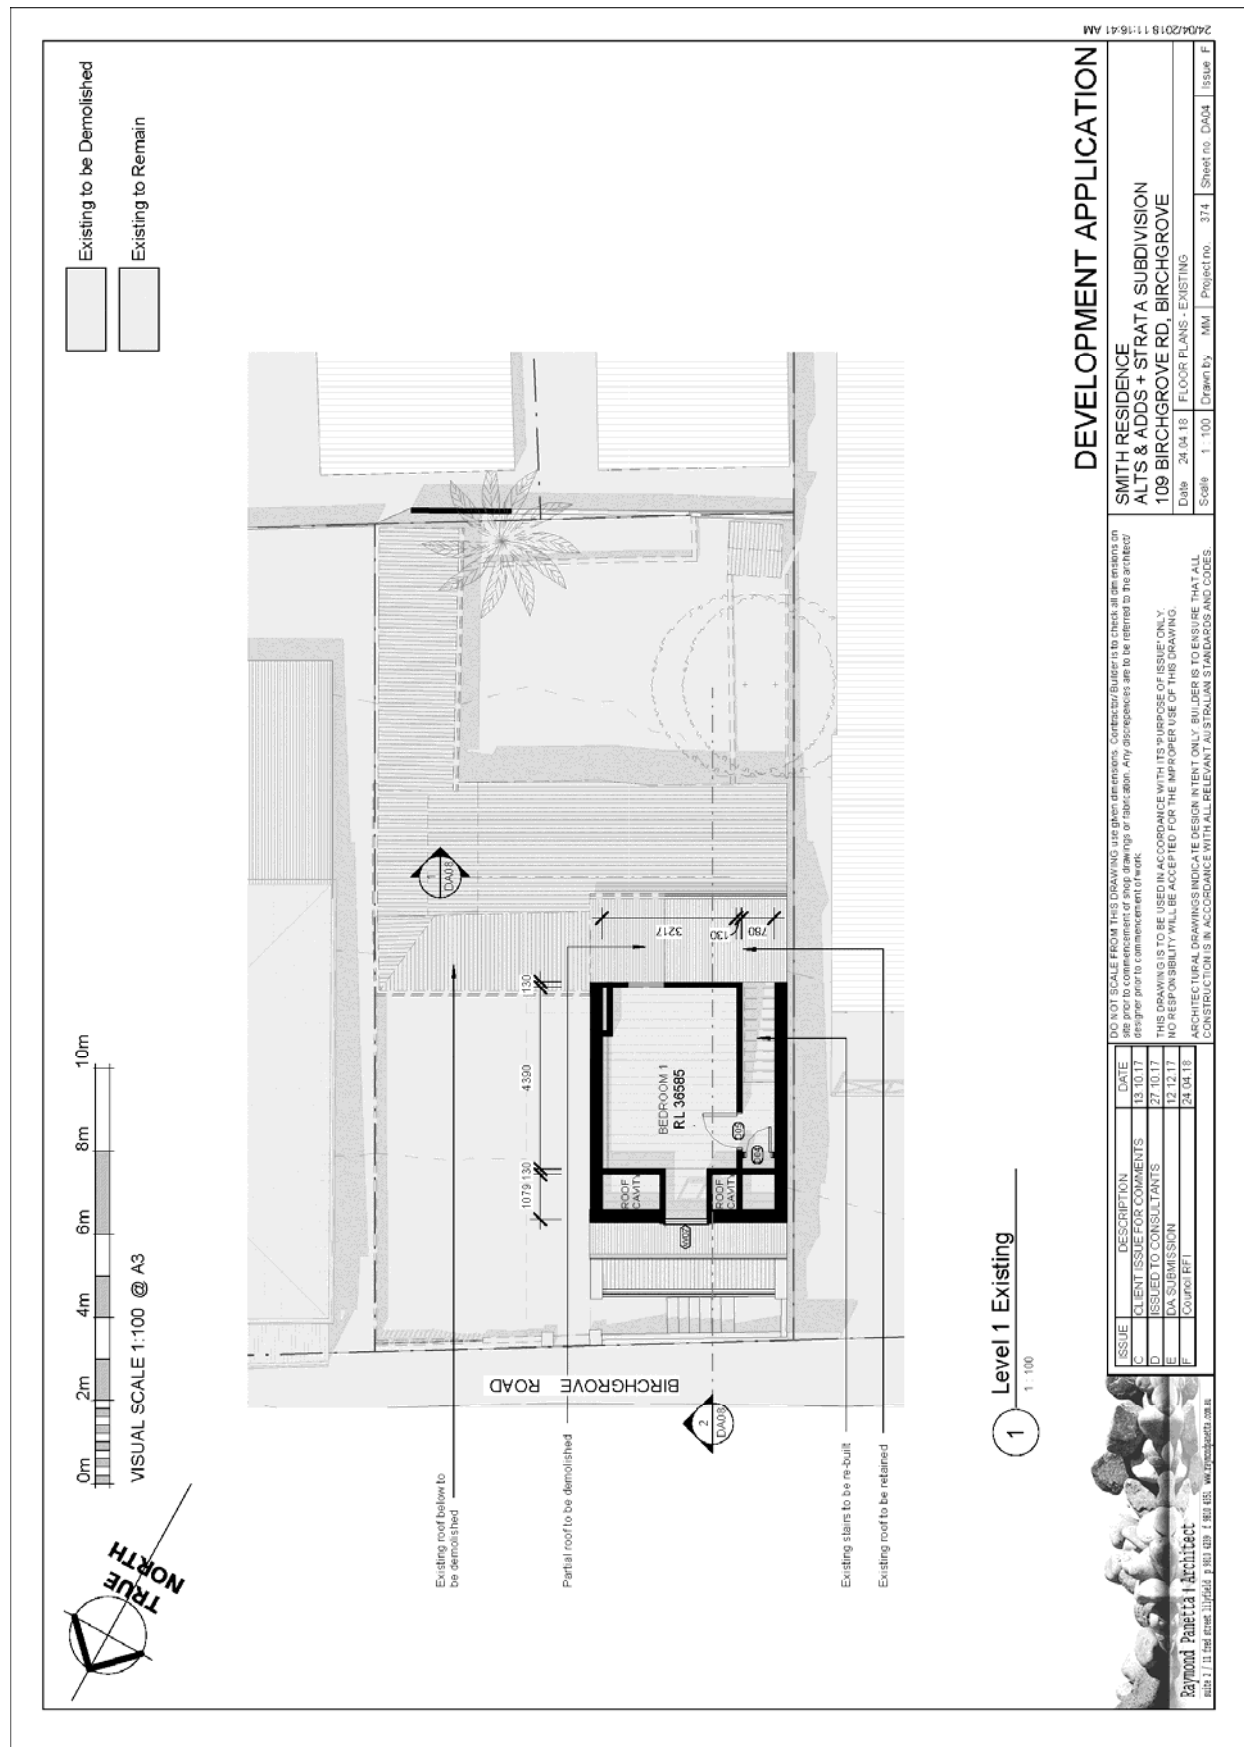 Existing to be Demolished
Existing to Remain
TRUE
NORTH
0m 2m 4m 6m 8m 10m
VISUAL SCALE 1:100 @ A3
Existing roof below to
be demolished
Partial roof to be demolished
Existing stairs to be re-built
Existing roof to be retained
BIRCHGROVE ROAD
1079 130 4390 130
3217 130 780
1
DA08
2
DA08
BEDROOM 1
RL 36585
ROOF
CAVITY
ROOF
CAVITY
1
Level 1 Existing
1 : 100
Raymond Panetta | Architect
ISSUE DESCRIPTION DATE
C CLIENT ISSUE FOR COMMENTS 13.10.17
D ISSUED TO CONSULTANTS 27.10.17
E DA SUBMISSION 12.12.17
F Council RFI 24.04.18
DO NOT SCALE FROM THIS DRAWING use given dimensions. Contractor/ Builder is to check all dimensions on
site prior to commencement of shop drawings or fabrication. Any discrepencies are to be referred to the architect/
designer prior to commencement of work
THIS DRAWING IS TO BE USED IN ACCORDANCE WITH ITS 'PURPOSE OF ISSUE' ONLY.
NO RESPONSIBILITY WILL BE ACCEPTED FOR THE IMPROPER USE OF THIS DRAWING.
ARCHITECTURAL DRAWINGS INDICATE DESIGN INTENT ONLY. BUILDER IS TO ENSURE THAT ALL
CONSTRUCTION IS IN ACCORDANCE WITH ALL RELEVANT AUSTRALIAN STANDARDS AND CODES
DEVELOPMENT APPLICATION
SMITH RESIDENCE
ALTS & ADDS + STRATA SUBDIVISION
109 BIRCHGROVE RD, BIRCHGROVE
Date 24.04.18 FLOOR PLANS - EXISTING
Scale 1 : 100 Drawn by MM Project no. 374 Sheet no. DA04 Issue F
24/04/2018 11:16:41 AM